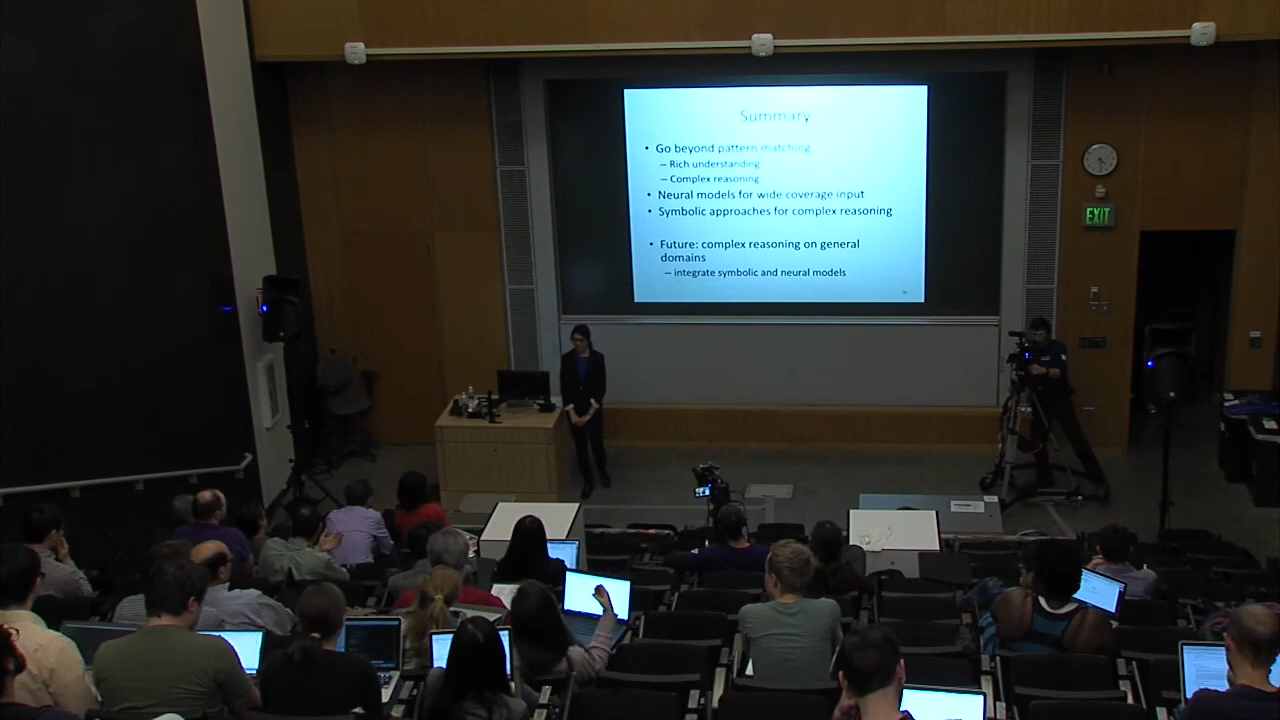 Summary
• Go beyond pattern matching
– Rich understanding
– Complex reasoning
• Neural models for wide coverage input
• Symbolic approaches for complex reasoning
• Future: complex reasoning on general
domains
– integrate symbolic and neural models
EXIT